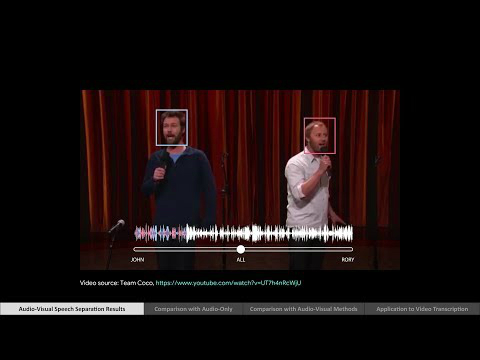 JOHN ALL RORY
Video source: Team Coco, https://www.youtube.com/watch?v=UT7h4nRcWjU
Audio-Visual Speech Separation Results Comparison with Audio-Only Comparison with Audio-Visual Methods Application to Video Transcription